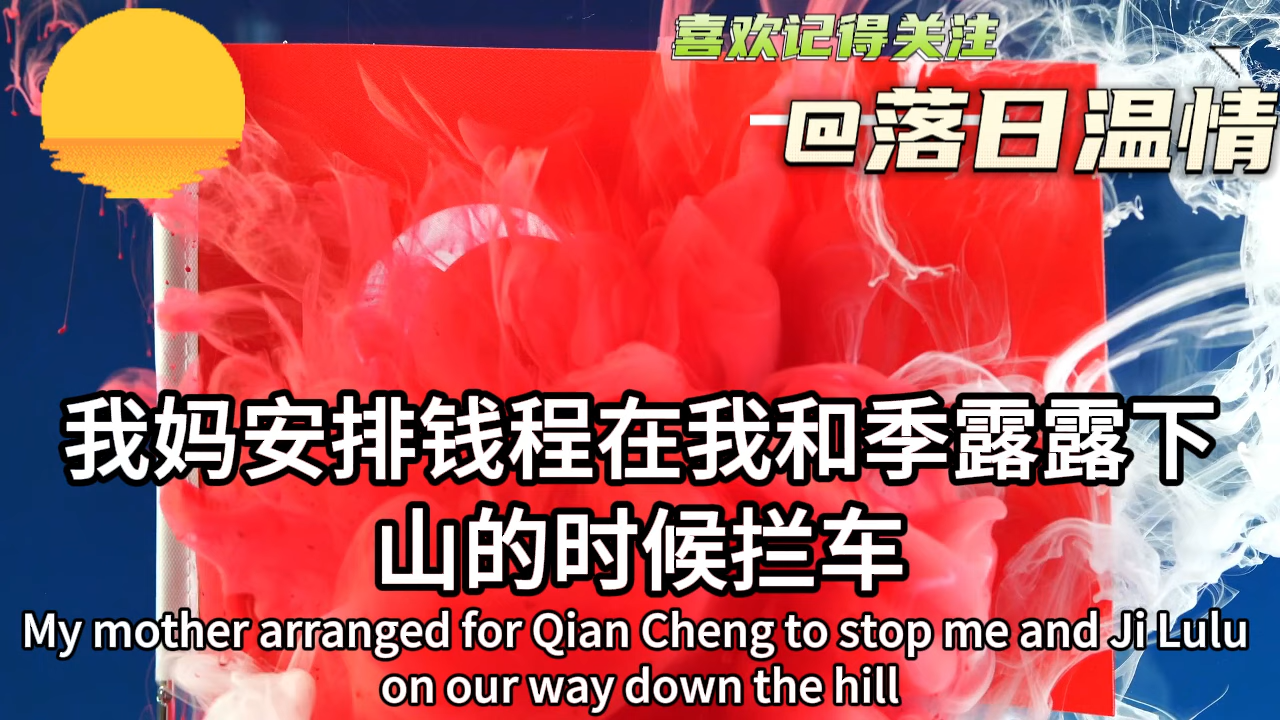 喜欢记得关注
@落日温情
我妈安排钱程在我和季露露下
山的时候拦车
My mother arranged for Qian Cheng to stop me and Ji Lulu
on our way down the hill